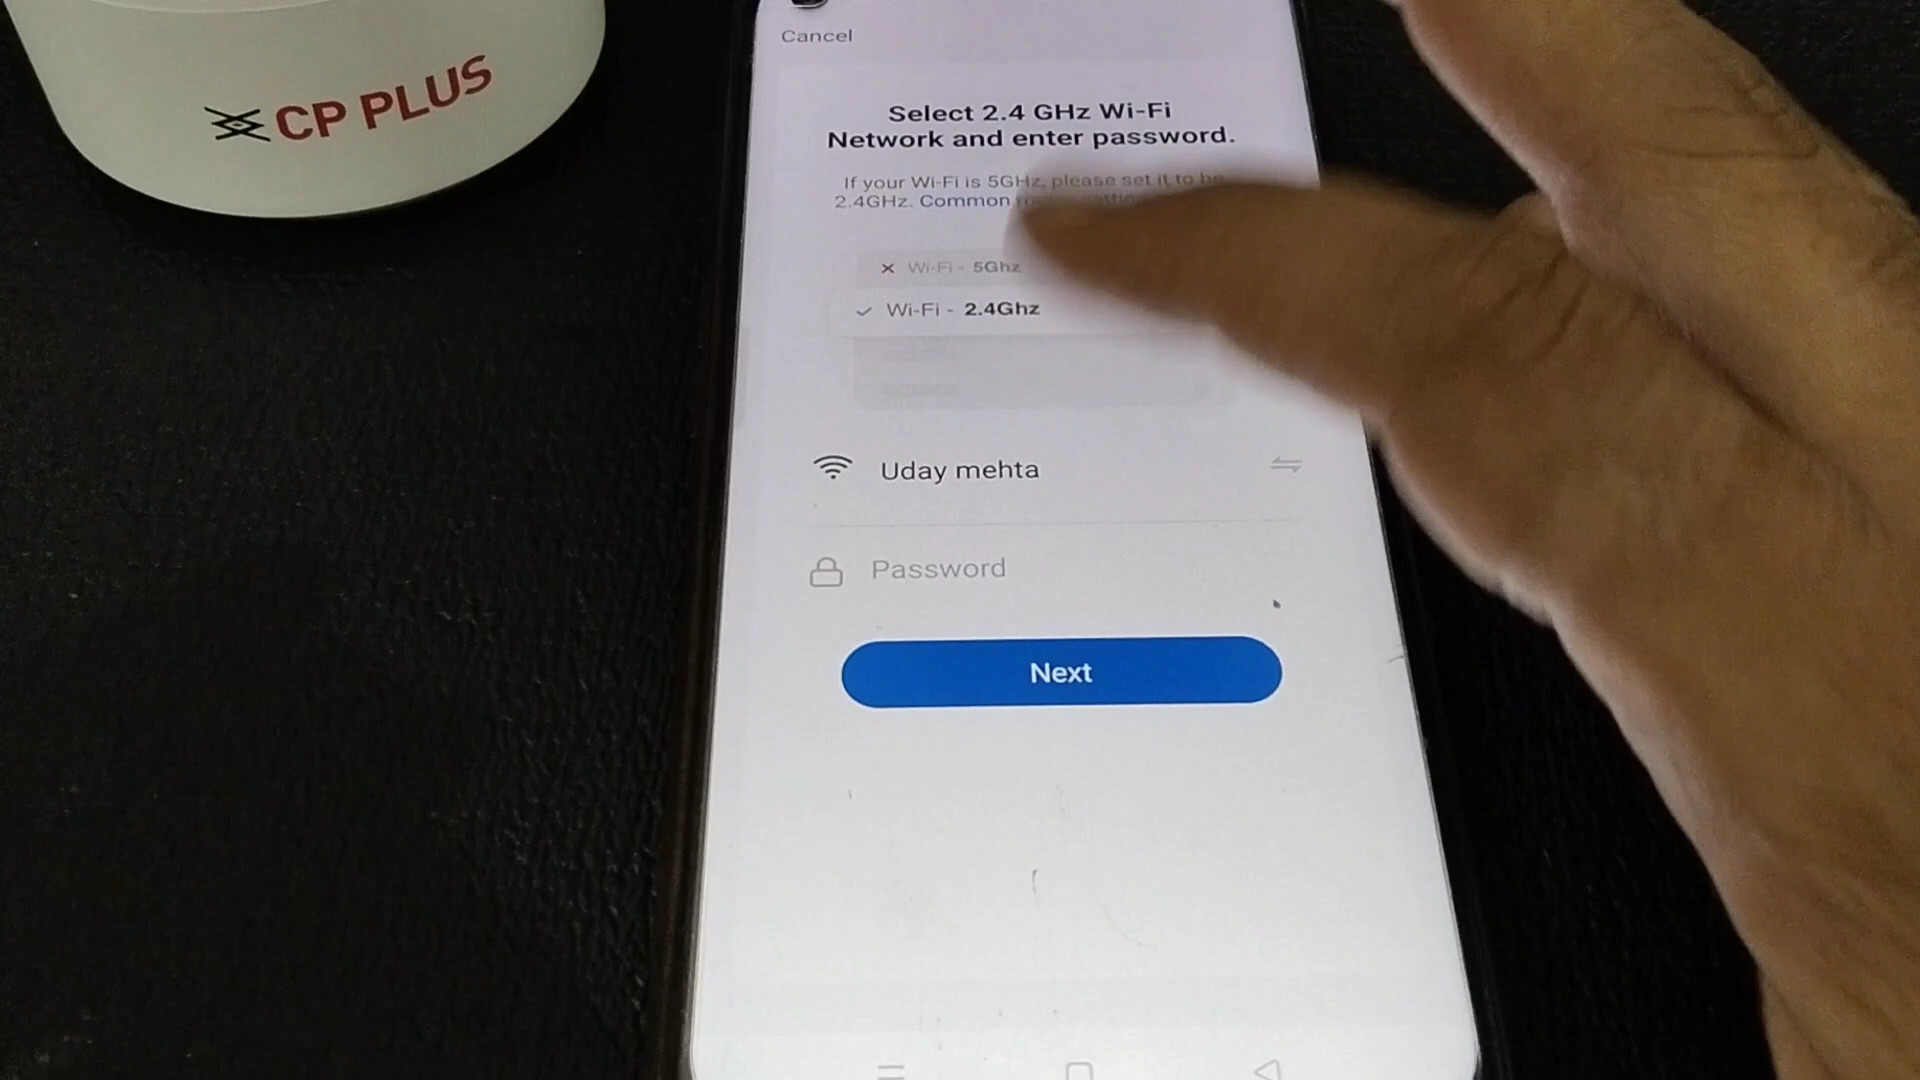 CP PLUS
Cancel
Select 2.4 GHz Wi-Fi
Network and enter password.
If your Wi-Fi is 5GHz, please set it to be
2.4GHz. Common
Wi-Fi - 5Ghz
Wi-Fi - 2.4Ghz
Uday mehta
Password
Next